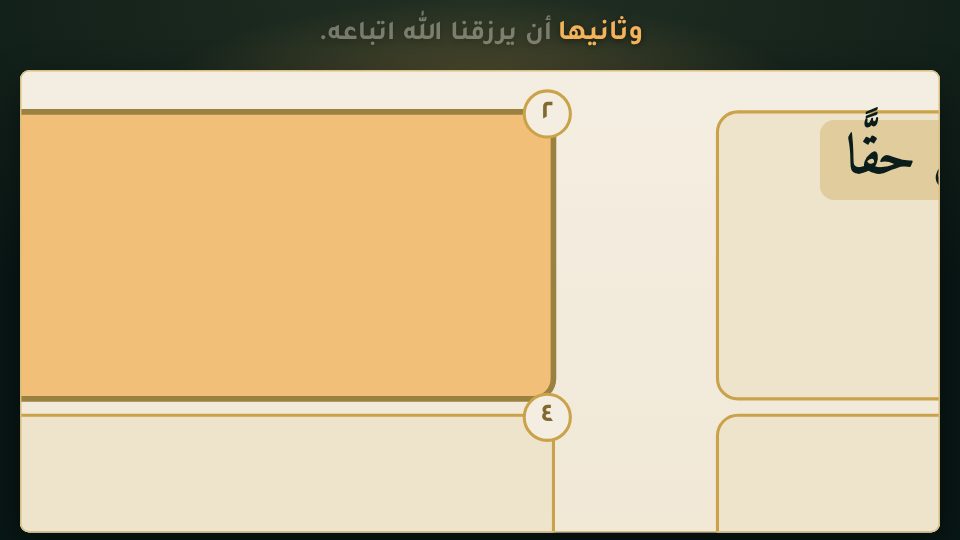 وثانيها أن يرزقنا الله اتباعه.
٢
حقًّا
٤